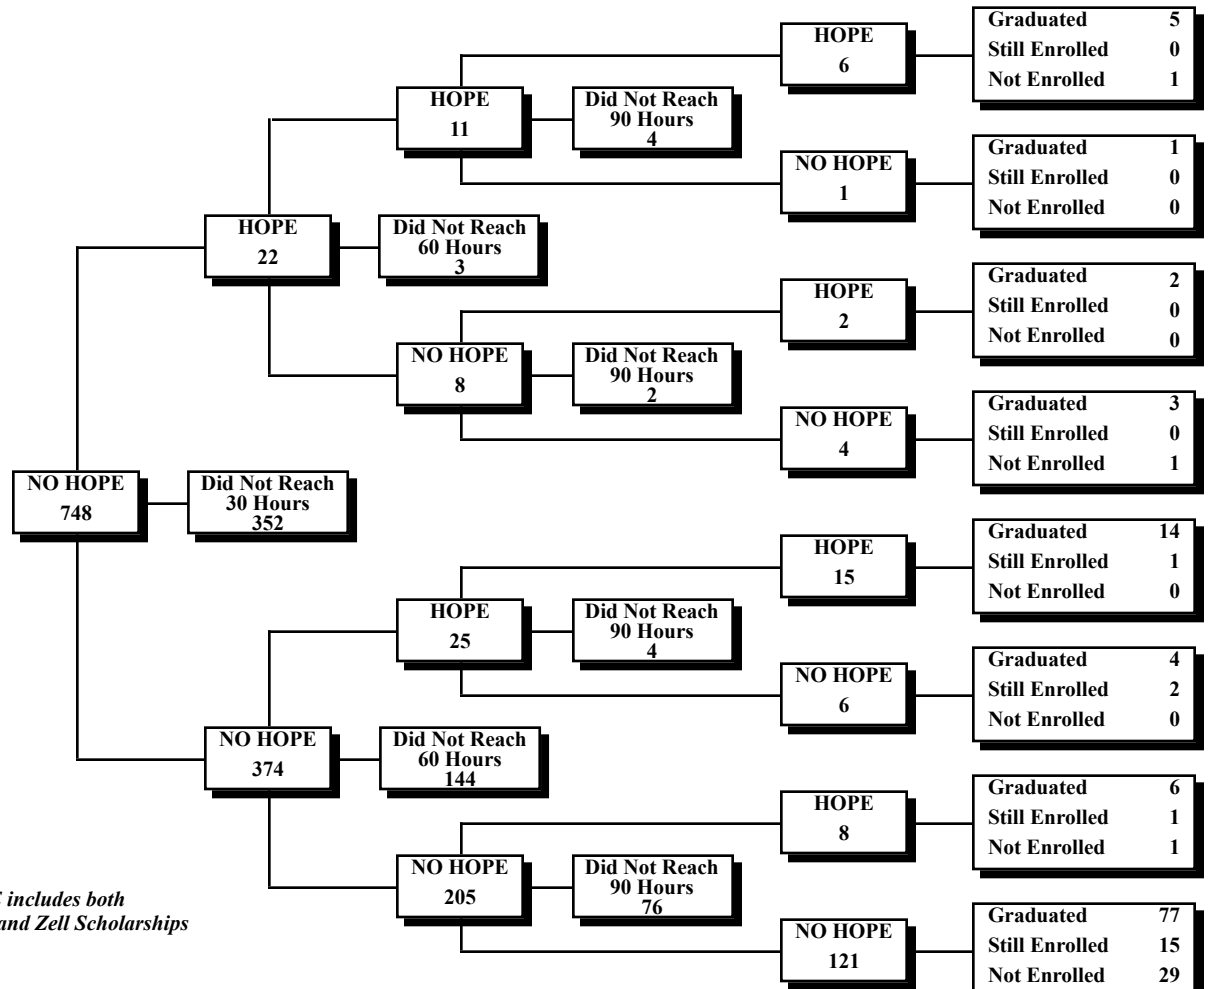 HOPE
6
Graduated 5
Still Enrolled 0
Not Enrolled 1
HOPE
11
Did Not Reach
90 Hours
4
NO HOPE
1
Graduated 1
Still Enrolled 0
Not Enrolled 0
HOPE
22
Did Not Reach
60 Hours
3
HOPE
2
Graduated 2
Still Enrolled 0
Not Enrolled 0
NO HOPE
8
Did Not Reach
90 Hours
2
NO HOPE
4
Graduated 3
Still Enrolled 0
Not Enrolled 1
NO HOPE
748
Did Not Reach
30 Hours
352
HOPE
15
Graduated 14
Still Enrolled 1
Not Enrolled 0
HOPE
25
Did Not Reach
90 Hours
4
NO HOPE
6
Graduated 4
Still Enrolled 2
Not Enrolled 0
NO HOPE
374
Did Not Reach
60 Hours
144
HOPE
8
Graduated 6
Still Enrolled 1
Not Enrolled 1
NO HOPE
205
Did Not Reach
90 Hours
76
NO HOPE
121
Graduated 77
Still Enrolled 15
Not Enrolled 29
includes both
and Zell Scholarships